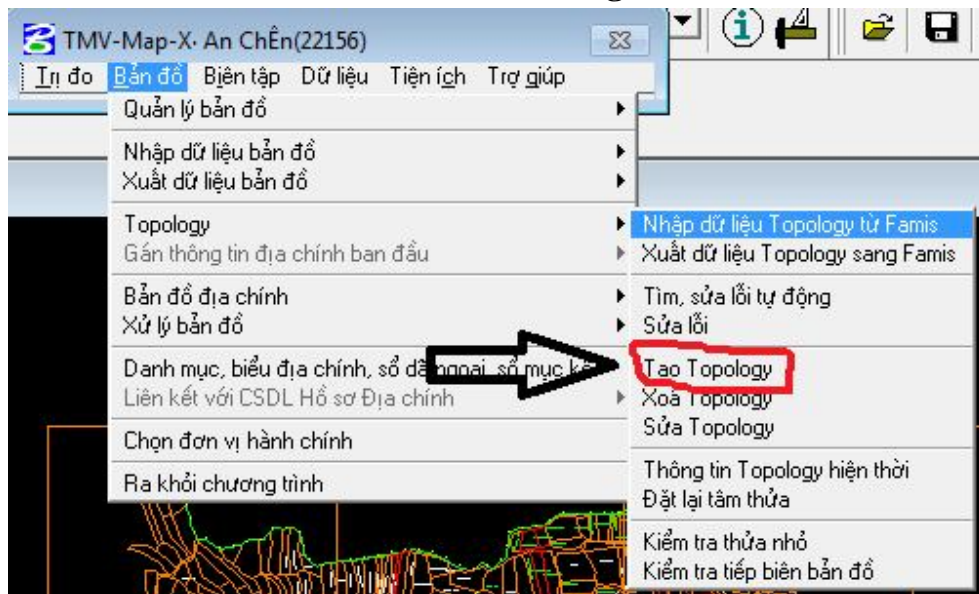 TMV-Map-X· An ChÊn(22156)
Trị đo Bản đồ Biên tập Dữ liệu Tiện ích Trợ giúp
Quản lý bản đồ
Nhập dữ liệu bản đồ
Xuất dữ liệu bản đồ
Topology
Gán thông tin địa chính ban đầu
Bản đồ địa chính
Xử lý bản đồ
Danh mục, biểu địa chính, sổ dã ngoại, sổ mục kê
Liên kết với CSDL Hồ sơ Địa chính
Chọn đơn vị hành chính
Ra khỏi chương trình
Nhập dữ liệu Topology từ Famis
Xuất dữ liệu Topology sang Famis
Tìm, sửa lỗi tự động
Sửa lỗi
Tạo Topology
Xoá Topology
Sửa Topology
Thông tin Topology hiện thời
Đặt lại tâm thửa
Kiểm tra thửa nhỏ
Kiểm tra tiếp biên bản đồ